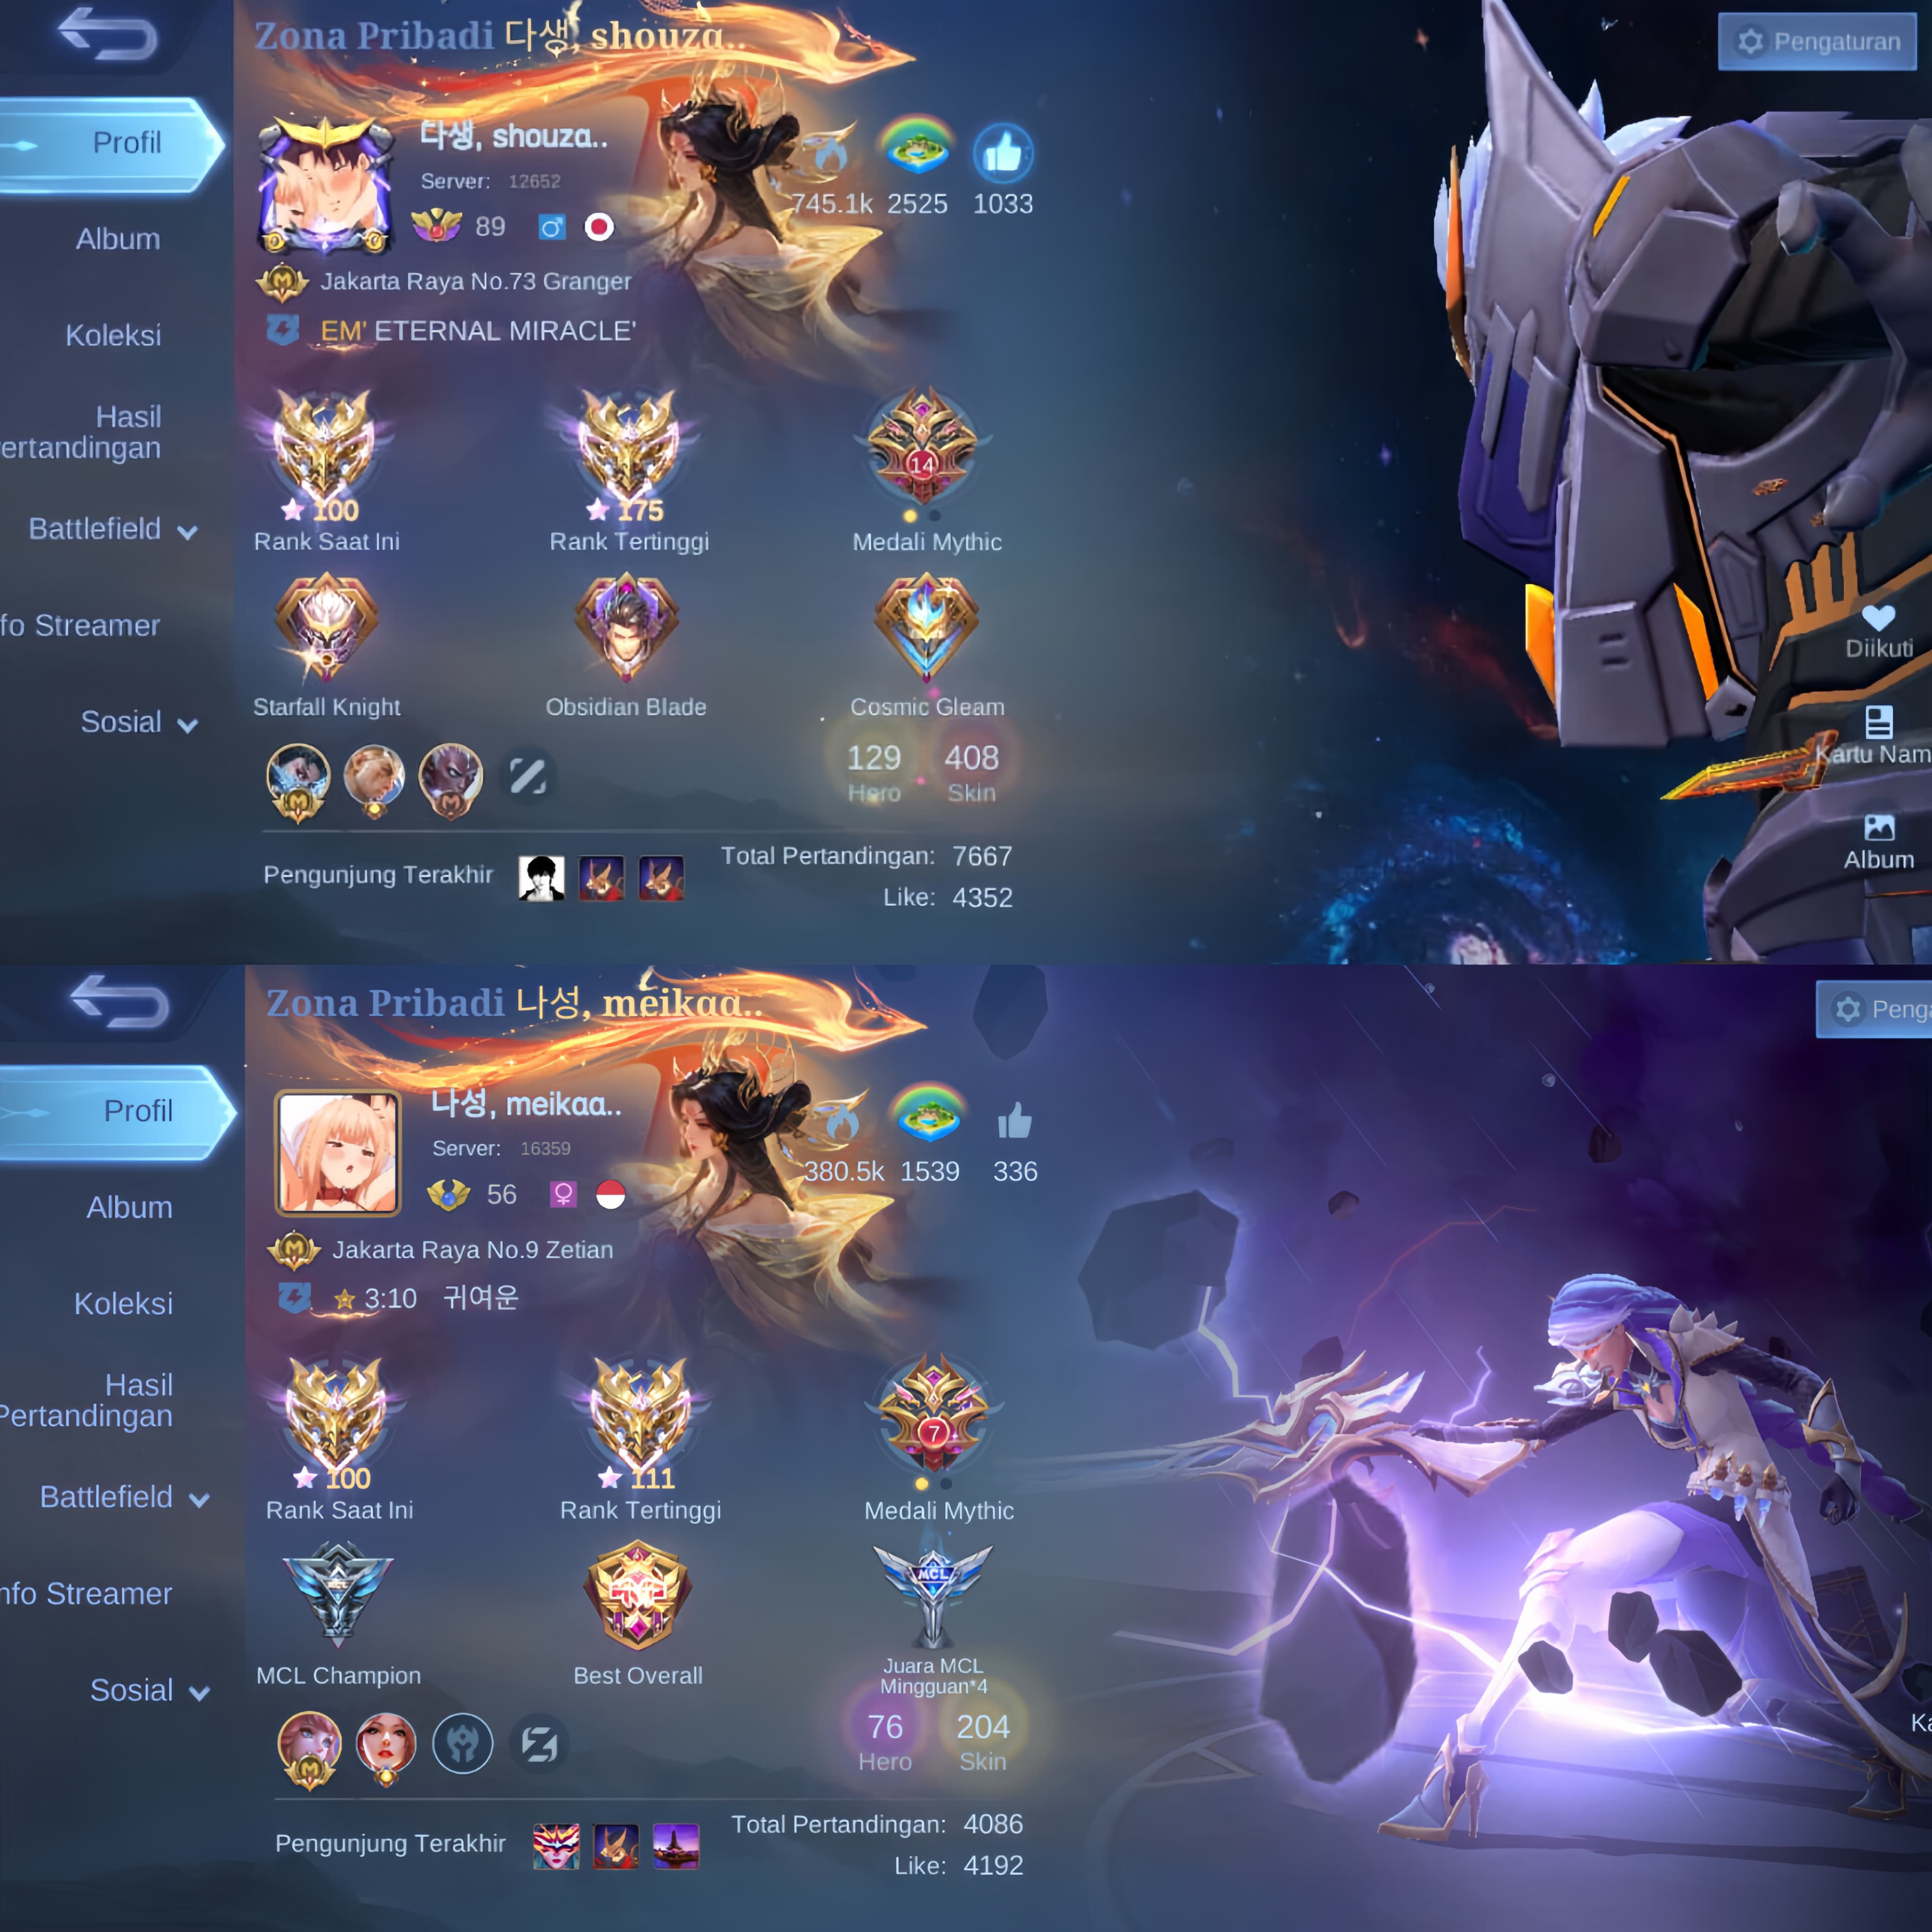 Zona Pribadi 다생, shouza..
Pengaturan
Profil
다생, shouza..
Server: 12652
89
745.1k 2525 1033
Album
Jakarta Raya No.73 Granger
EM' ETERNAL MIRACLE'
Koleksi
Hasil
ertandingan
14
100
175
Rank Saat Ini
Rank Tertinggi
Medali Mythic
Battlefield
fo Streamer
Diikuti
Starfall Knight
Obsidian Blade
Cosmic Gleam
Sosial
129
408
Hero
Skin
Kartu Nam
Album
Pengunjung Terakhir
Total Pertandingan: 7667
Like: 4352
Zona Pribadi 나성, meikaa..
Penga
Profil
나성, meikaa..
Server: 16359
56
380.5k 1539 336
Album
Jakarta Raya No.9 Zetian
3:10 귀여운
Koleksi
Hasil
Pertandingan
7
100
111
Rank Saat Ini
Rank Tertinggi
Medali Mythic
Battlefield
MCL
nfo Streamer
MCL Champion
Best Overall
Juara MCL
Mingguan*4
Sosial
76
204
Hero
Skin
Ka
Pengunjung Terakhir
Total Pertandingan: 4086
Like: 4192